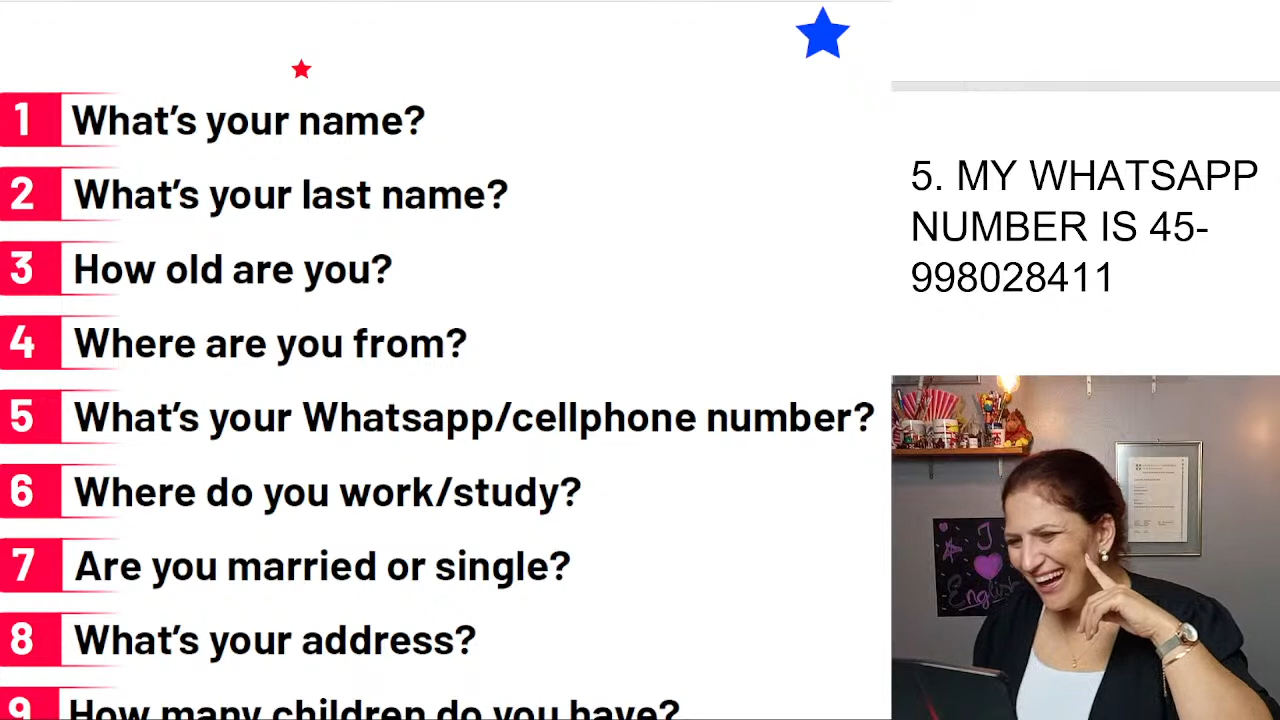 1 What's your name?
2 What's your last name?
3 How old are you?
4 Where are you from?
5 What's your Whatsapp/cellphone number?
6 Where do you work/study?
7 Are you married or single?
8 What's your address?
9 How many children do you have?
5. MY WHATSAPP
NUMBER IS 45-
998028411
I
English